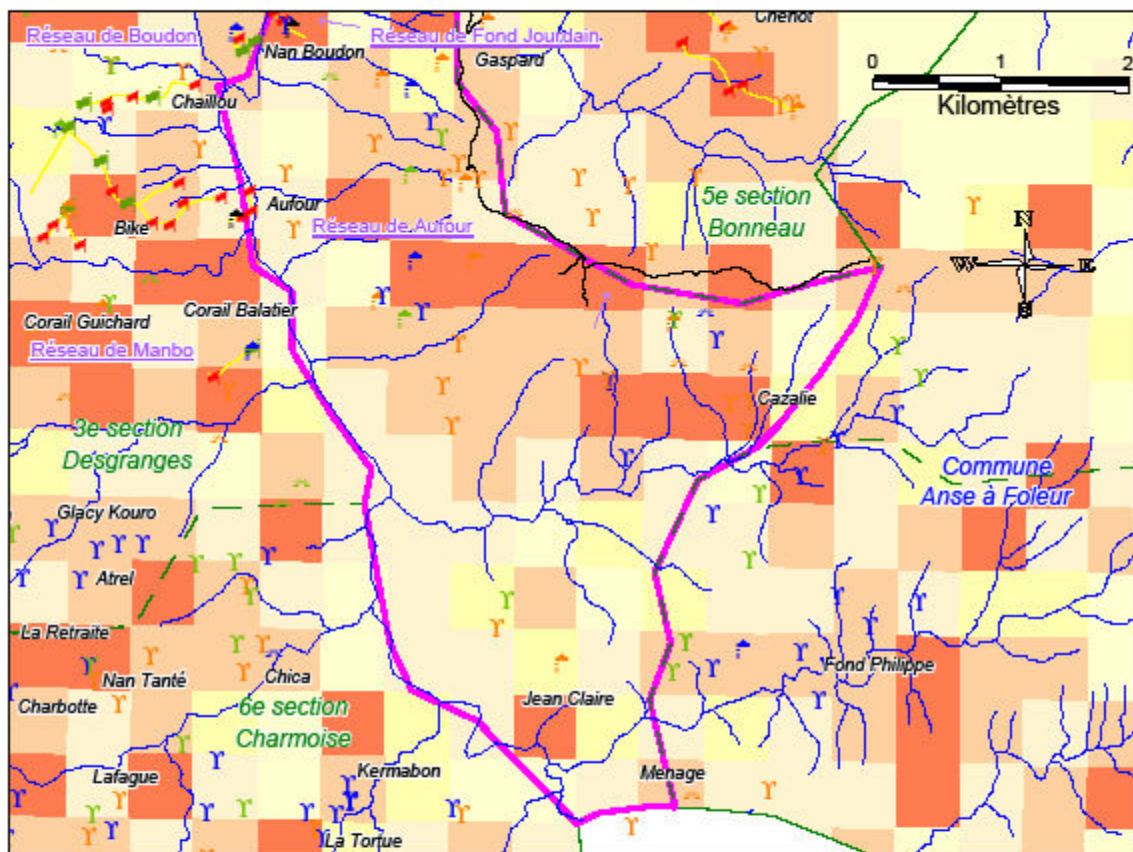 Chenot
Réseau de Boudon
Réseau de Fond Jourdain
Nan Boudon
Gaspard
0 1 2
Kilomètres
Chaillou
5e section
Bonneau
Aufour
Bike
Réseau de Aufour
N
W E
S
Corail Guichard
Corail Balatier
Réseau de Manbo
Cazalie
3e section
Desgranges
Commune
Anse à Foleur
Glacy Kouro
Atrel
La Retraite
Nan Tanté
Chica
Fond Philippe
Charbotte
6e section
Charmoise
Jean Claire
Lafague
Kermabon
Menage
La Tortue